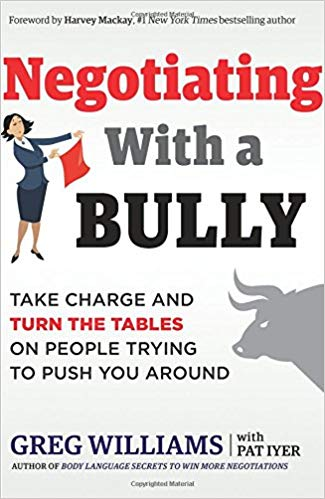 Foreword by Harvey Mackay, #1 New York Times bestselling author
Negotiating
With a
BULLY
TAKE CHARGE AND
TURN THE TABLES
ON PEOPLE TRYING
TO PUSH YOU AROUND
GREG WILLIAMS with PAT IYER
AUTHOR OF BODY LANGUAGE SECRETS TO WIN MORE NEGOTIATIONS